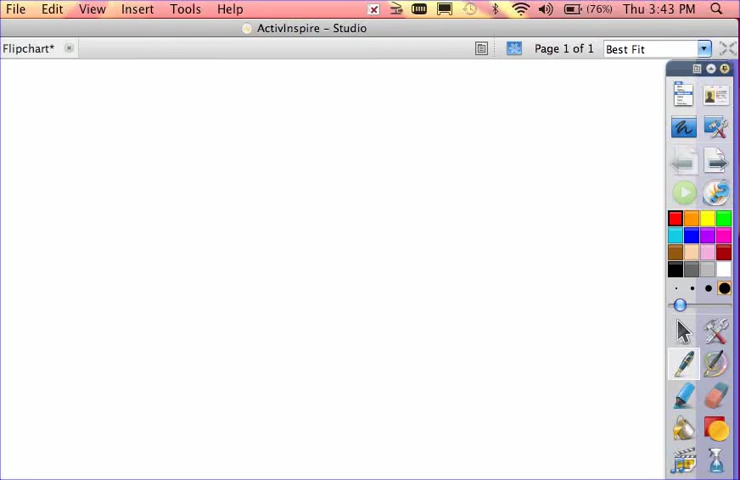 File Edit View Insert Tools Help (76%) Thu 3:43 PM
ActivInspire - Studio
Flipchart* Page 1 of 1 Best Fit